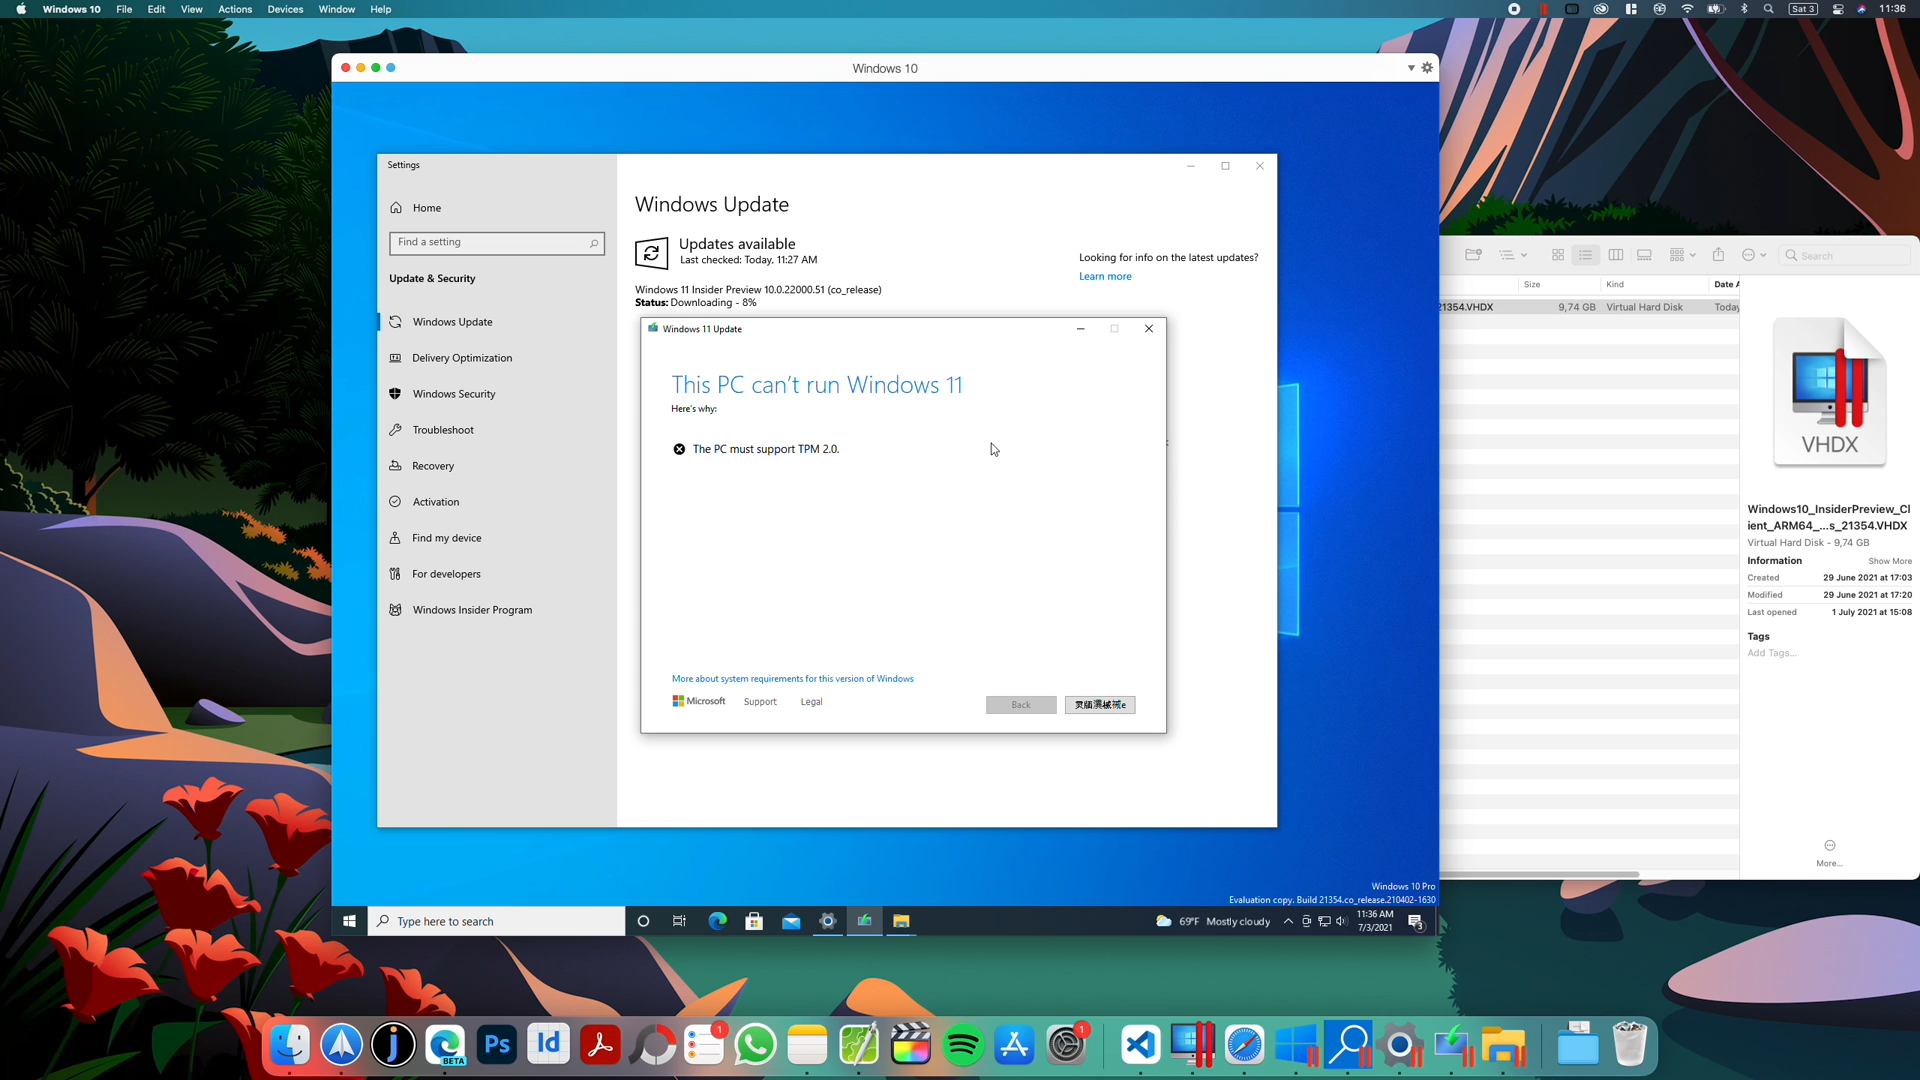 Windows 10 File Edit View Actions Devices Window Help
Sat 3 11:36
Windows 10
Settings
Home
Find a setting
Update & Security
Windows Update
Delivery Optimization
Windows Security
Troubleshoot
Recovery
Activation
Find my device
For developers
Windows Insider Program
Windows Update
Updates available
Last checked: Today, 11:27 AM
Looking for info on the latest updates?
Learn more
Windows 11 Insider Preview 10.0.22000.51 (co_release)
Status: Downloading - 8%
Windows 11 Update
This PC can't run Windows 11
Here's why:
The PC must support TPM 2.0.
More about system requirements for this version of Windows
Microsoft Support Legal
Back
Windows 10 Pro
Evaluation copy. Build 21354.co_release.210402-1630
Type here to search
69°F Mostly cloudy
11:36 AM
7/3/2021
3
Search
Size Kind Date A
21354.VHDX 9,74 GB Virtual Hard Disk Today
VHDX
Windows10_InsiderPreview_Cl
ient_ARM64_...s_21354.VHDX
Virtual Hard Disk - 9,74 GB
Information Show More
Created 29 June 2021 at 17:03
Modified 29 June 2021 at 17:20
Last opened 1 July 2021 at 15:08
Tags
Add Tags...
More...
BETA
Ps
Id
1
1